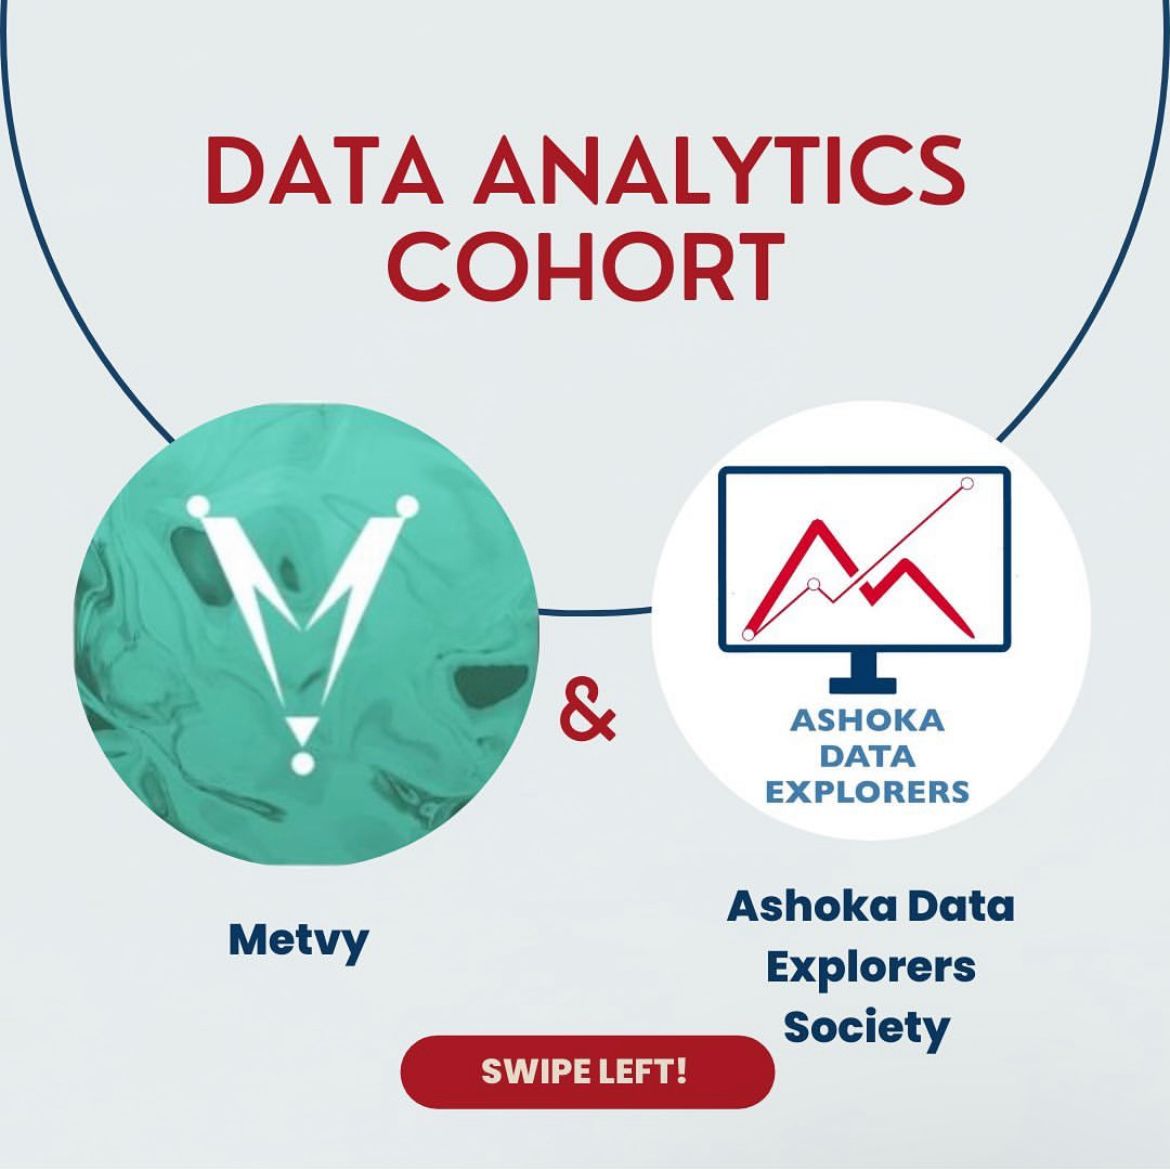 DATA ANALYTICS
COHORT
&
ASHOKA
DATA
EXPLORERS
Metvy
Ashoka Data
Explorers
Society
SWIPE LEFT!